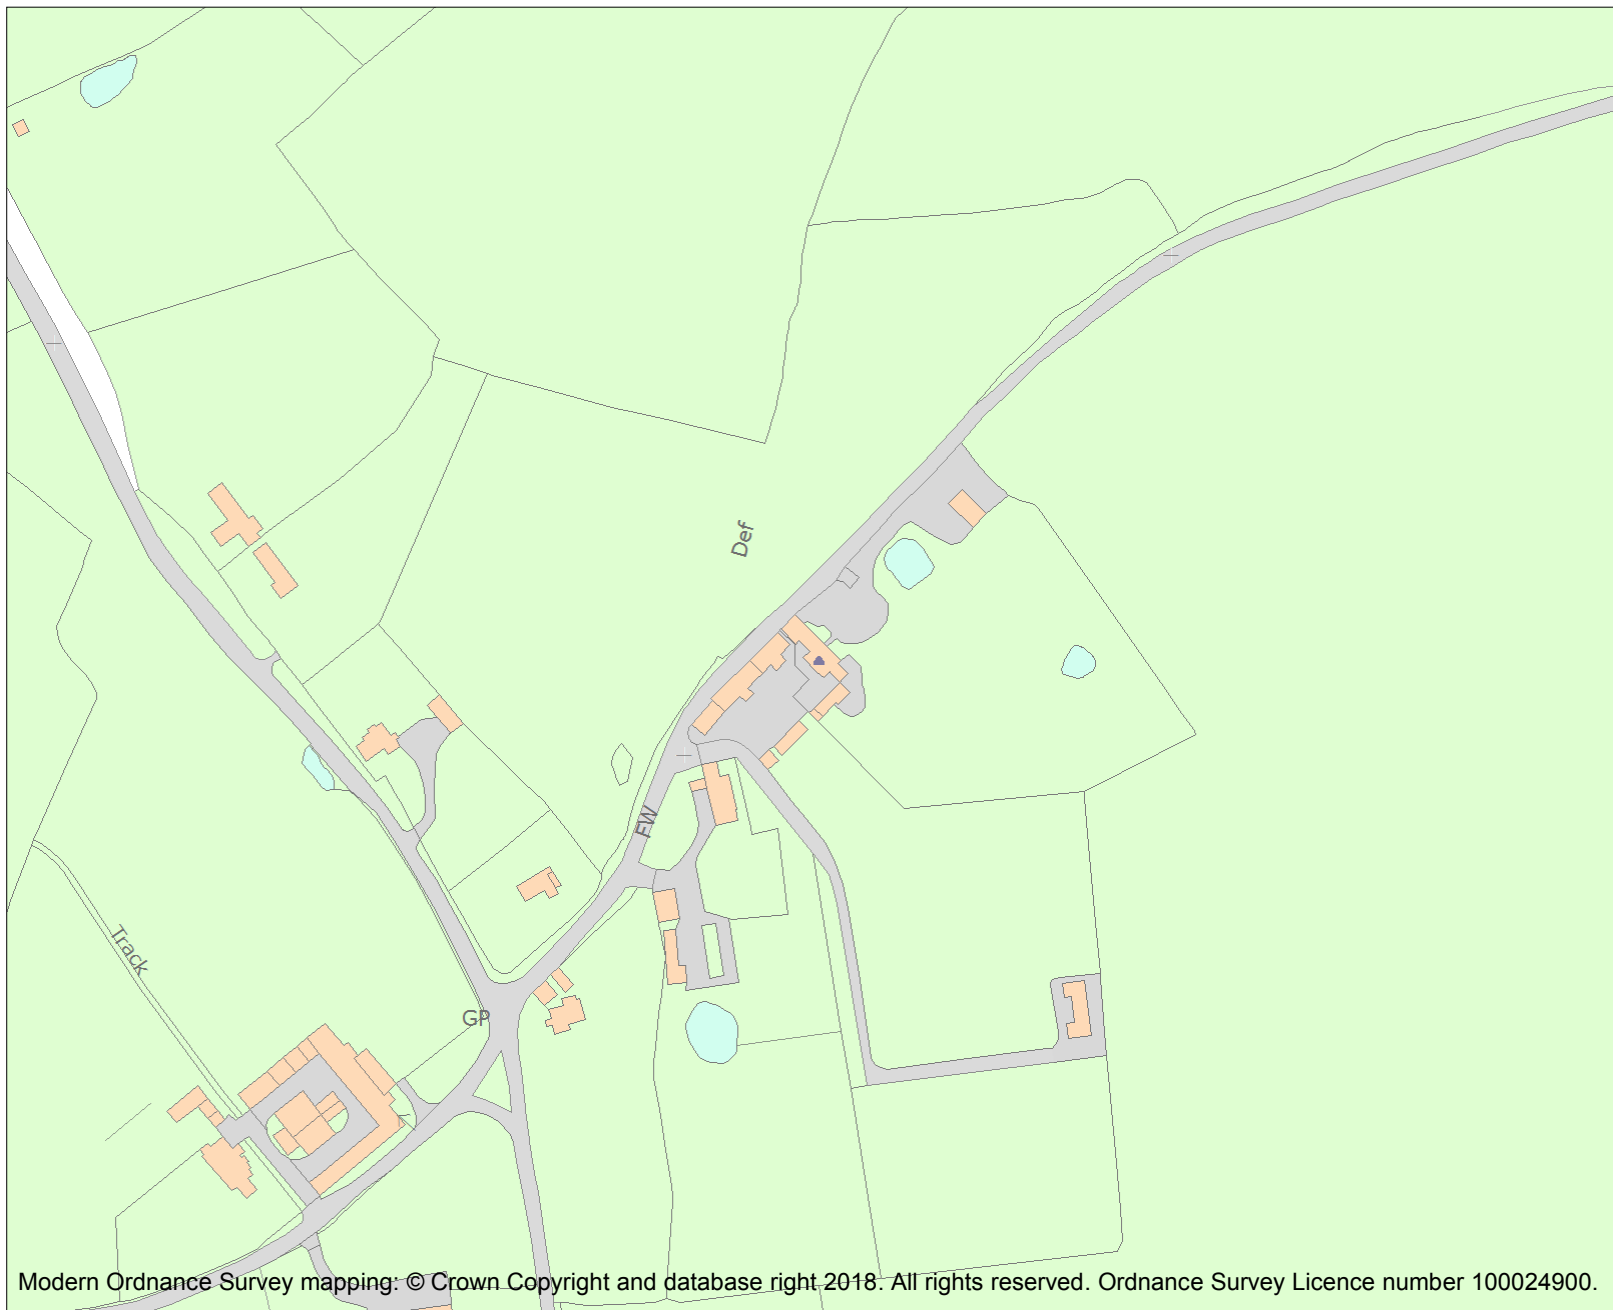 Def
FW
Track
GP
Modern Ordnance Survey mapping: © Crown Copyright and database right 2018. All rights reserved. Ordnance Survey Licence number 100024900.